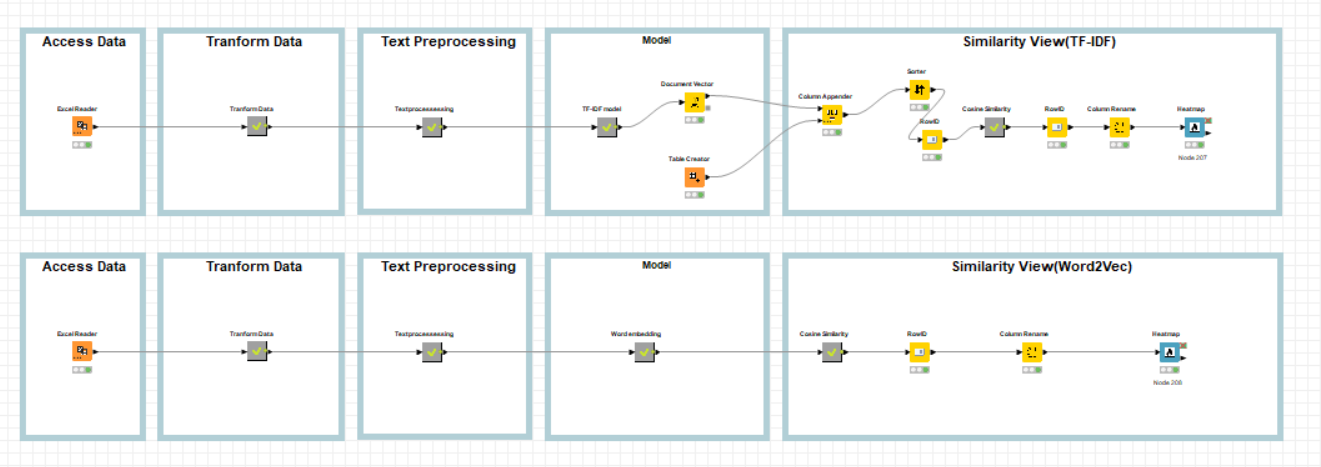 Access Data
Tranform Data
Text Preprocessing
Model
Similarity View(TF-IDF)
Excel Reader
Tranform Data
Textprocessessing
TF-IDF model
Document Vector
Table Creator
Column Appender
Sorter
RowID
Cosine Similarity
RowID
Column Rename
Heatmap
Node 207
Access Data
Tranform Data
Text Preprocessing
Model
Similarity View(Word2Vec)
Excel Reader
Tranform Data
Textprocessessing
Word embedding
Cosine Similarity
RowID
Column Rename
Heatmap
Node 208